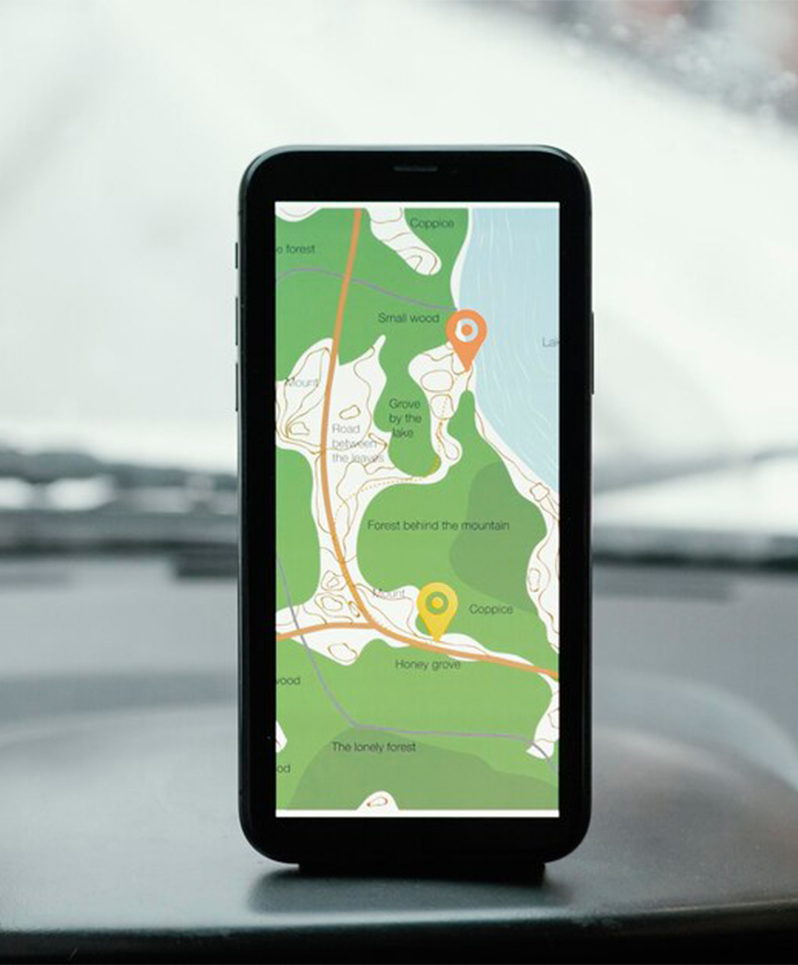 Coppice
e forest
Small wood
Lak
Mount
Grove
by the
lake
Road
between
the leaves
Forest behind the mountain
Mount
Coppice
Honey grove
wood
The lonely forest
od